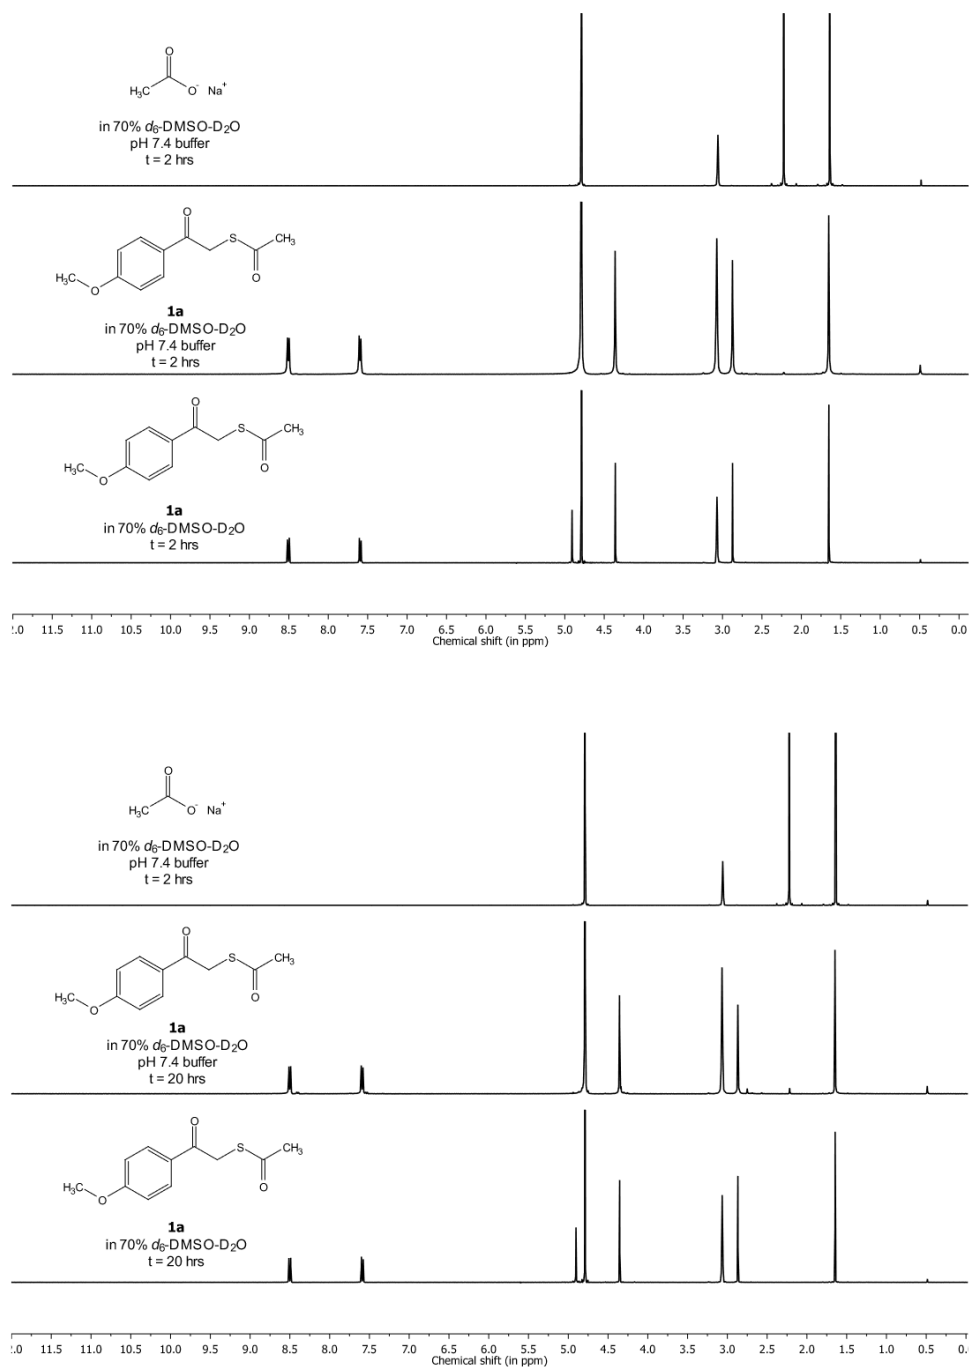 O
H₃C O⁻ Na⁺
in 70% d₆-DMSO-D₂O
pH 7.4 buffer
t = 2 hrs
O
S CH₃
H₃C O O
1a
in 70% d₆-DMSO-D₂O
pH 7.4 buffer
t = 2 hrs
O
S CH₃
H₃C O O
1a
in 70% d₆-DMSO-D₂O
t = 2 hrs
2.0 11.5 11.0 10.5 10.0 9.5 9.0 8.5 8.0 7.5 7.0 6.5 6.0 5.5 5.0 4.5 4.0 3.5 3.0 2.5 2.0 1.5 1.0 0.5 0.0
Chemical shift (in ppm)
O
H₃C O⁻ Na⁺
in 70% d₆-DMSO-D₂O
pH 7.4 buffer
t = 2 hrs
O
S CH₃
H₃C O O
1a
in 70% d₆-DMSO-D₂O
pH 7.4 buffer
t = 20 hrs
O
S CH₃
H₃C O O
1a
in 70% d₆-DMSO-D₂O
t = 20 hrs
2.0 11.5 11.0 10.5 10.0 9.5 9.0 8.5 8.0 7.5 7.0 6.5 6.0 5.5 5.0 4.5 4.0 3.5 3.0 2.5 2.0 1.5 1.0 0.5 0.
Chemical shift (in ppm)